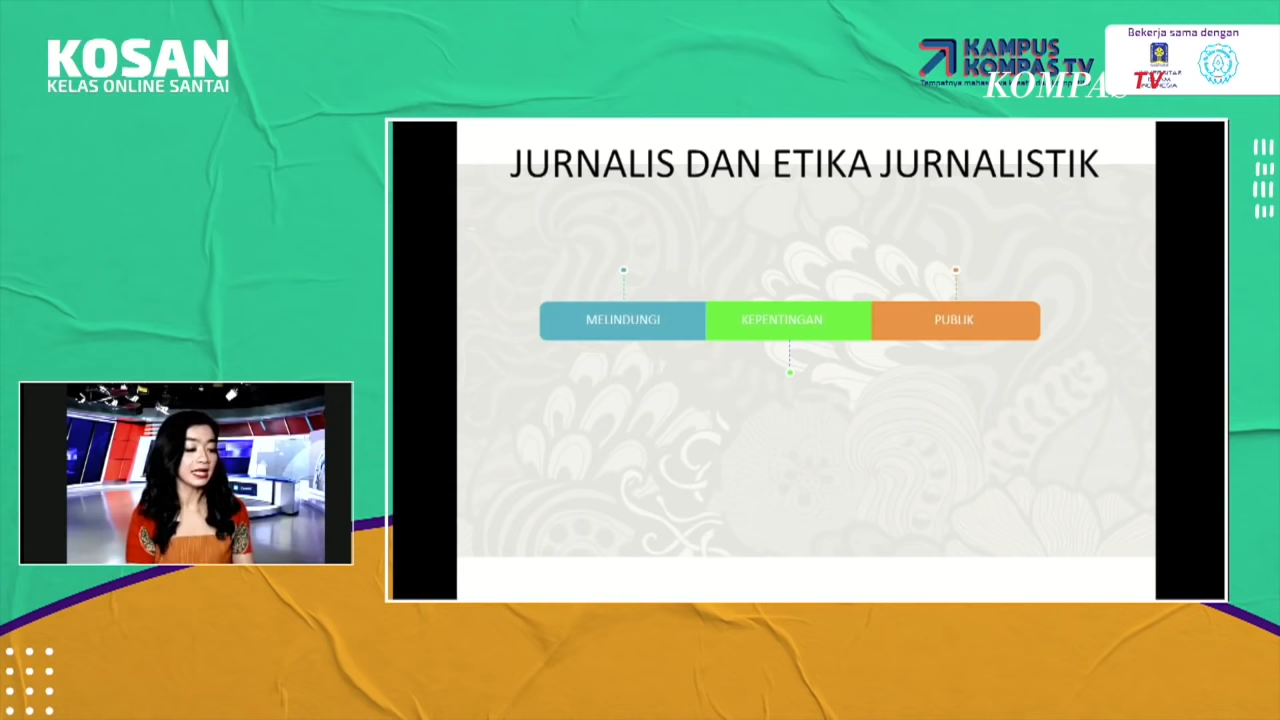 KOSAN
KELAS ONLINE SANTAI
KAMPUS
KOMPAS TV
KOMPAS TV
Bekerja sama dengan
JURNALIS DAN ETIKA JURNALISTIK
MELINDUNGI
KEPENTINGAN
PUBLIK